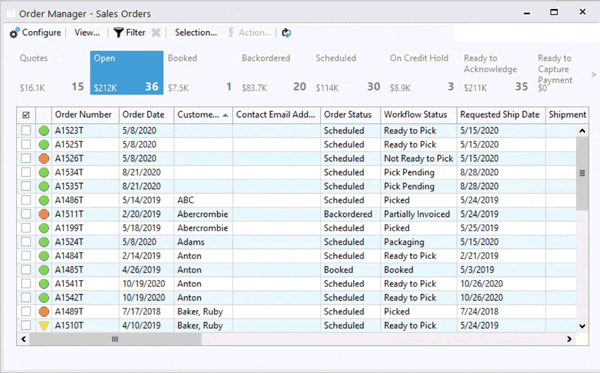 Order Manager - Sales Orders
Configure View... Filter Selection... Action...
Quotes Open Booked Backordered Scheduled On Credit Hold Ready to Acknowledge Ready to Capture Payment
$16.1K 15 $212K 36 $7.5K 1 $83.7K 20 $114K 30 $8.9K 3 $211K 35 $0 >
Order Number Order Date Custome... Contact Email Add... Order Status Workflow Status Requested Ship Date Shipment
A1523T 5/8/2020 Scheduled Ready to Pick 5/15/2020
A1525T 5/8/2020 Scheduled Ready to Pick 5/15/2020
A1526T 5/8/2020 Scheduled Not Ready to Pick 5/15/2020
A1534T 8/21/2020 Scheduled Pick Pending 8/28/2020
A1535T 8/21/2020 Scheduled Pick Pending 8/28/2020
A1486T 5/14/2019 ABC Scheduled Picked 5/24/2019
A1511T 2/20/2019 Abercrombie Backordered Partially Invoiced 5/24/2019
A1199T 5/18/2019 Abercrombie Scheduled Picked 5/25/2019
A1524T 5/8/2020 Adams Scheduled Packaging 5/15/2020
A1484T 2/14/2019 Anton Scheduled Ready to Pick 2/21/2019
A1485T 4/26/2019 Anton Booked Booked 5/3/2019
A1541T 10/19/2020 Anton Scheduled Ready to Pick 10/26/2020
A1542T 10/19/2020 Anton Scheduled Ready to Pick 10/26/2020
A1489T 7/17/2018 Baker, Ruby Scheduled Picked 7/24/2018
A1510T 4/10/2019 Baker, Ruby Scheduled Ready to Pick 5/24/2019